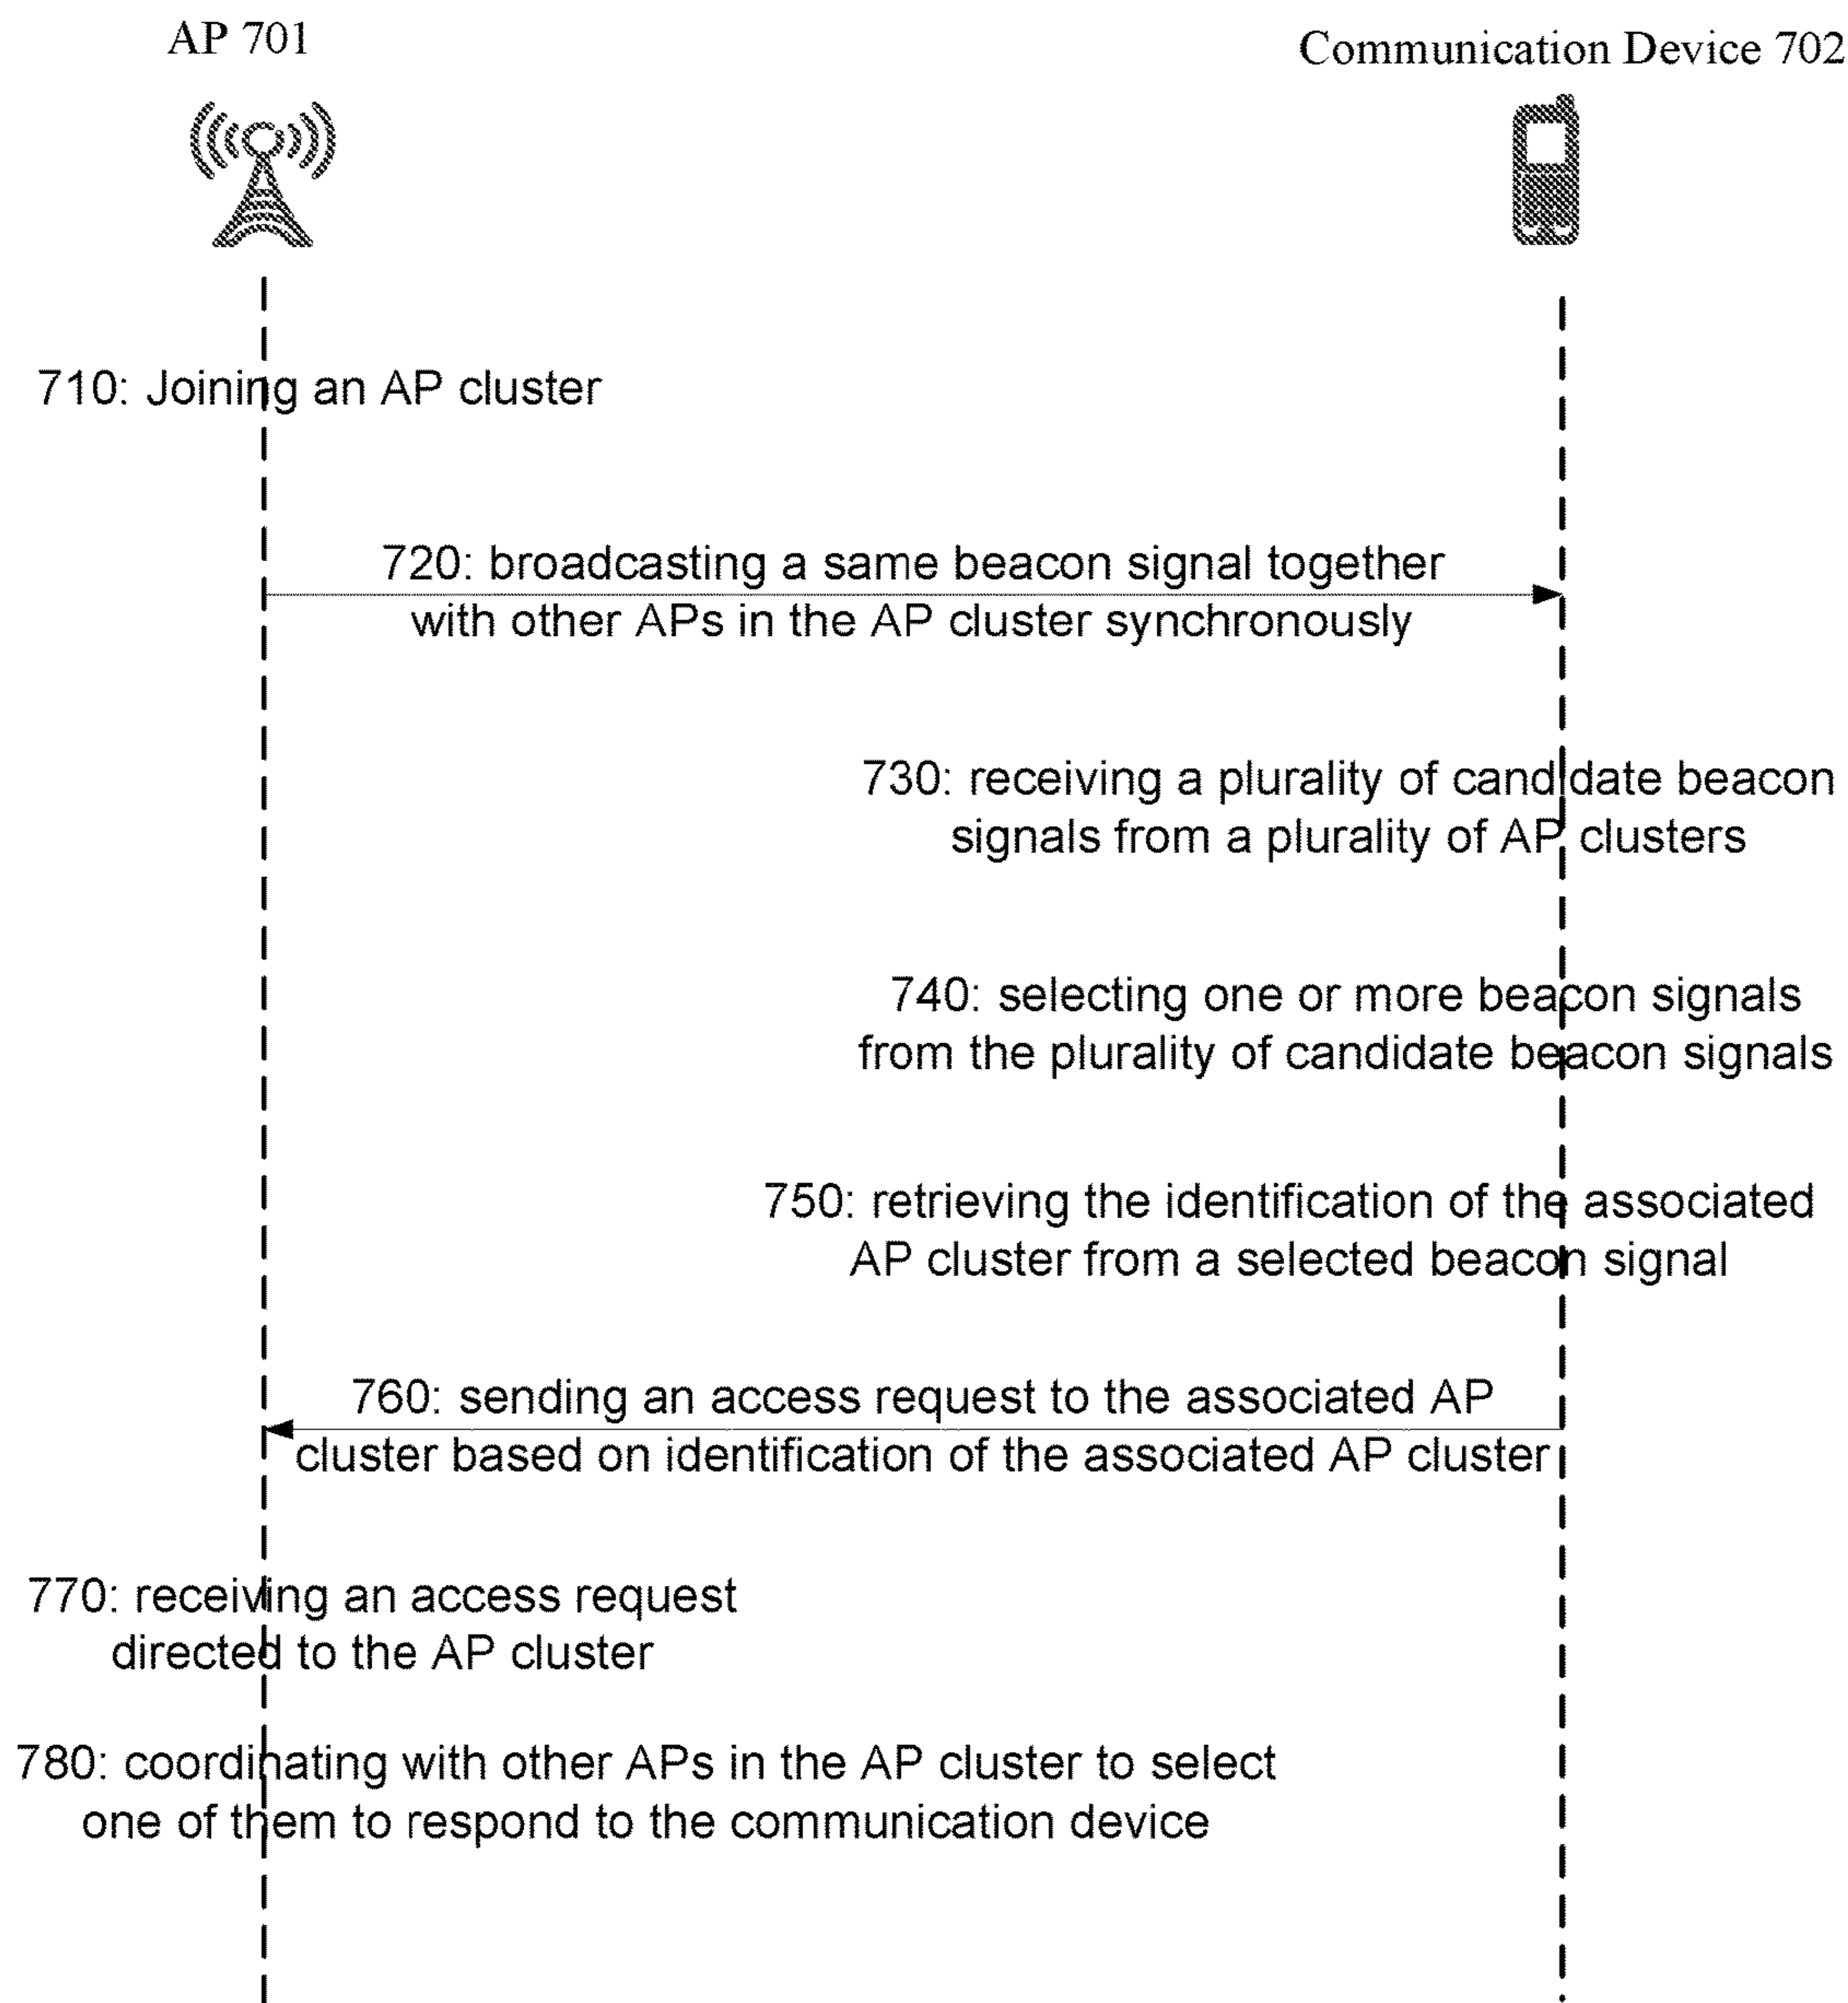 AP 701
Communication Device 702
710: Joining an AP cluster
720: broadcasting a same beacon signal together
with other APs in the AP cluster synchronously
730: receiving a plurality of candidate beacon
signals from a plurality of AP clusters
740: selecting one or more beacon signals
from the plurality of candidate beacon signals
750: retrieving the identification of the associated
AP cluster from a selected beacon signal
760: sending an access request to the associated AP
cluster based on identification of the associated AP cluster
770: receiving an access request
directed to the AP cluster
780: coordinating with other APs in the AP cluster to select
one of them to respond to the communication device